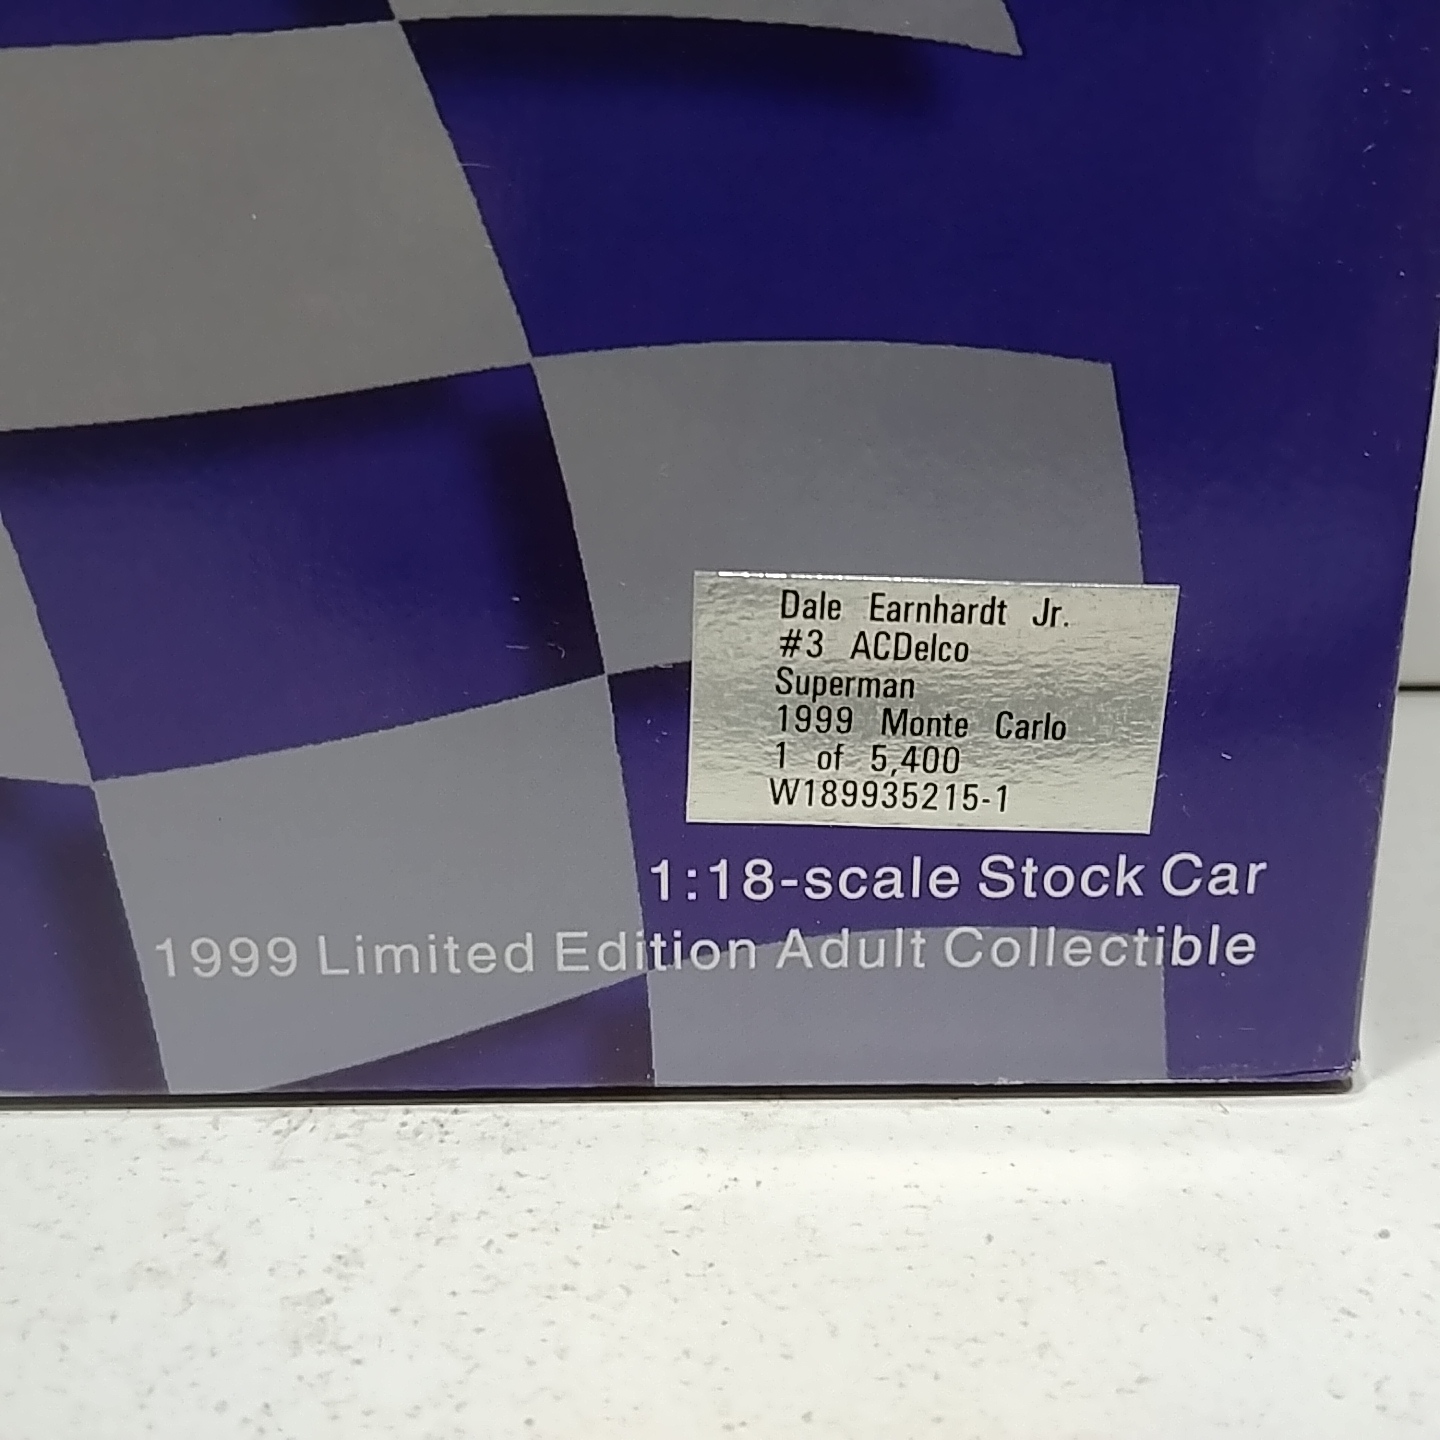 Dale Earnhardt Jr.
#3 ACDelco
Superman
1999 Monte Carlo
1 of 5,400
W189935215-1
1:18-scale Stock Car
1999 Limited Edition Adult Collectible